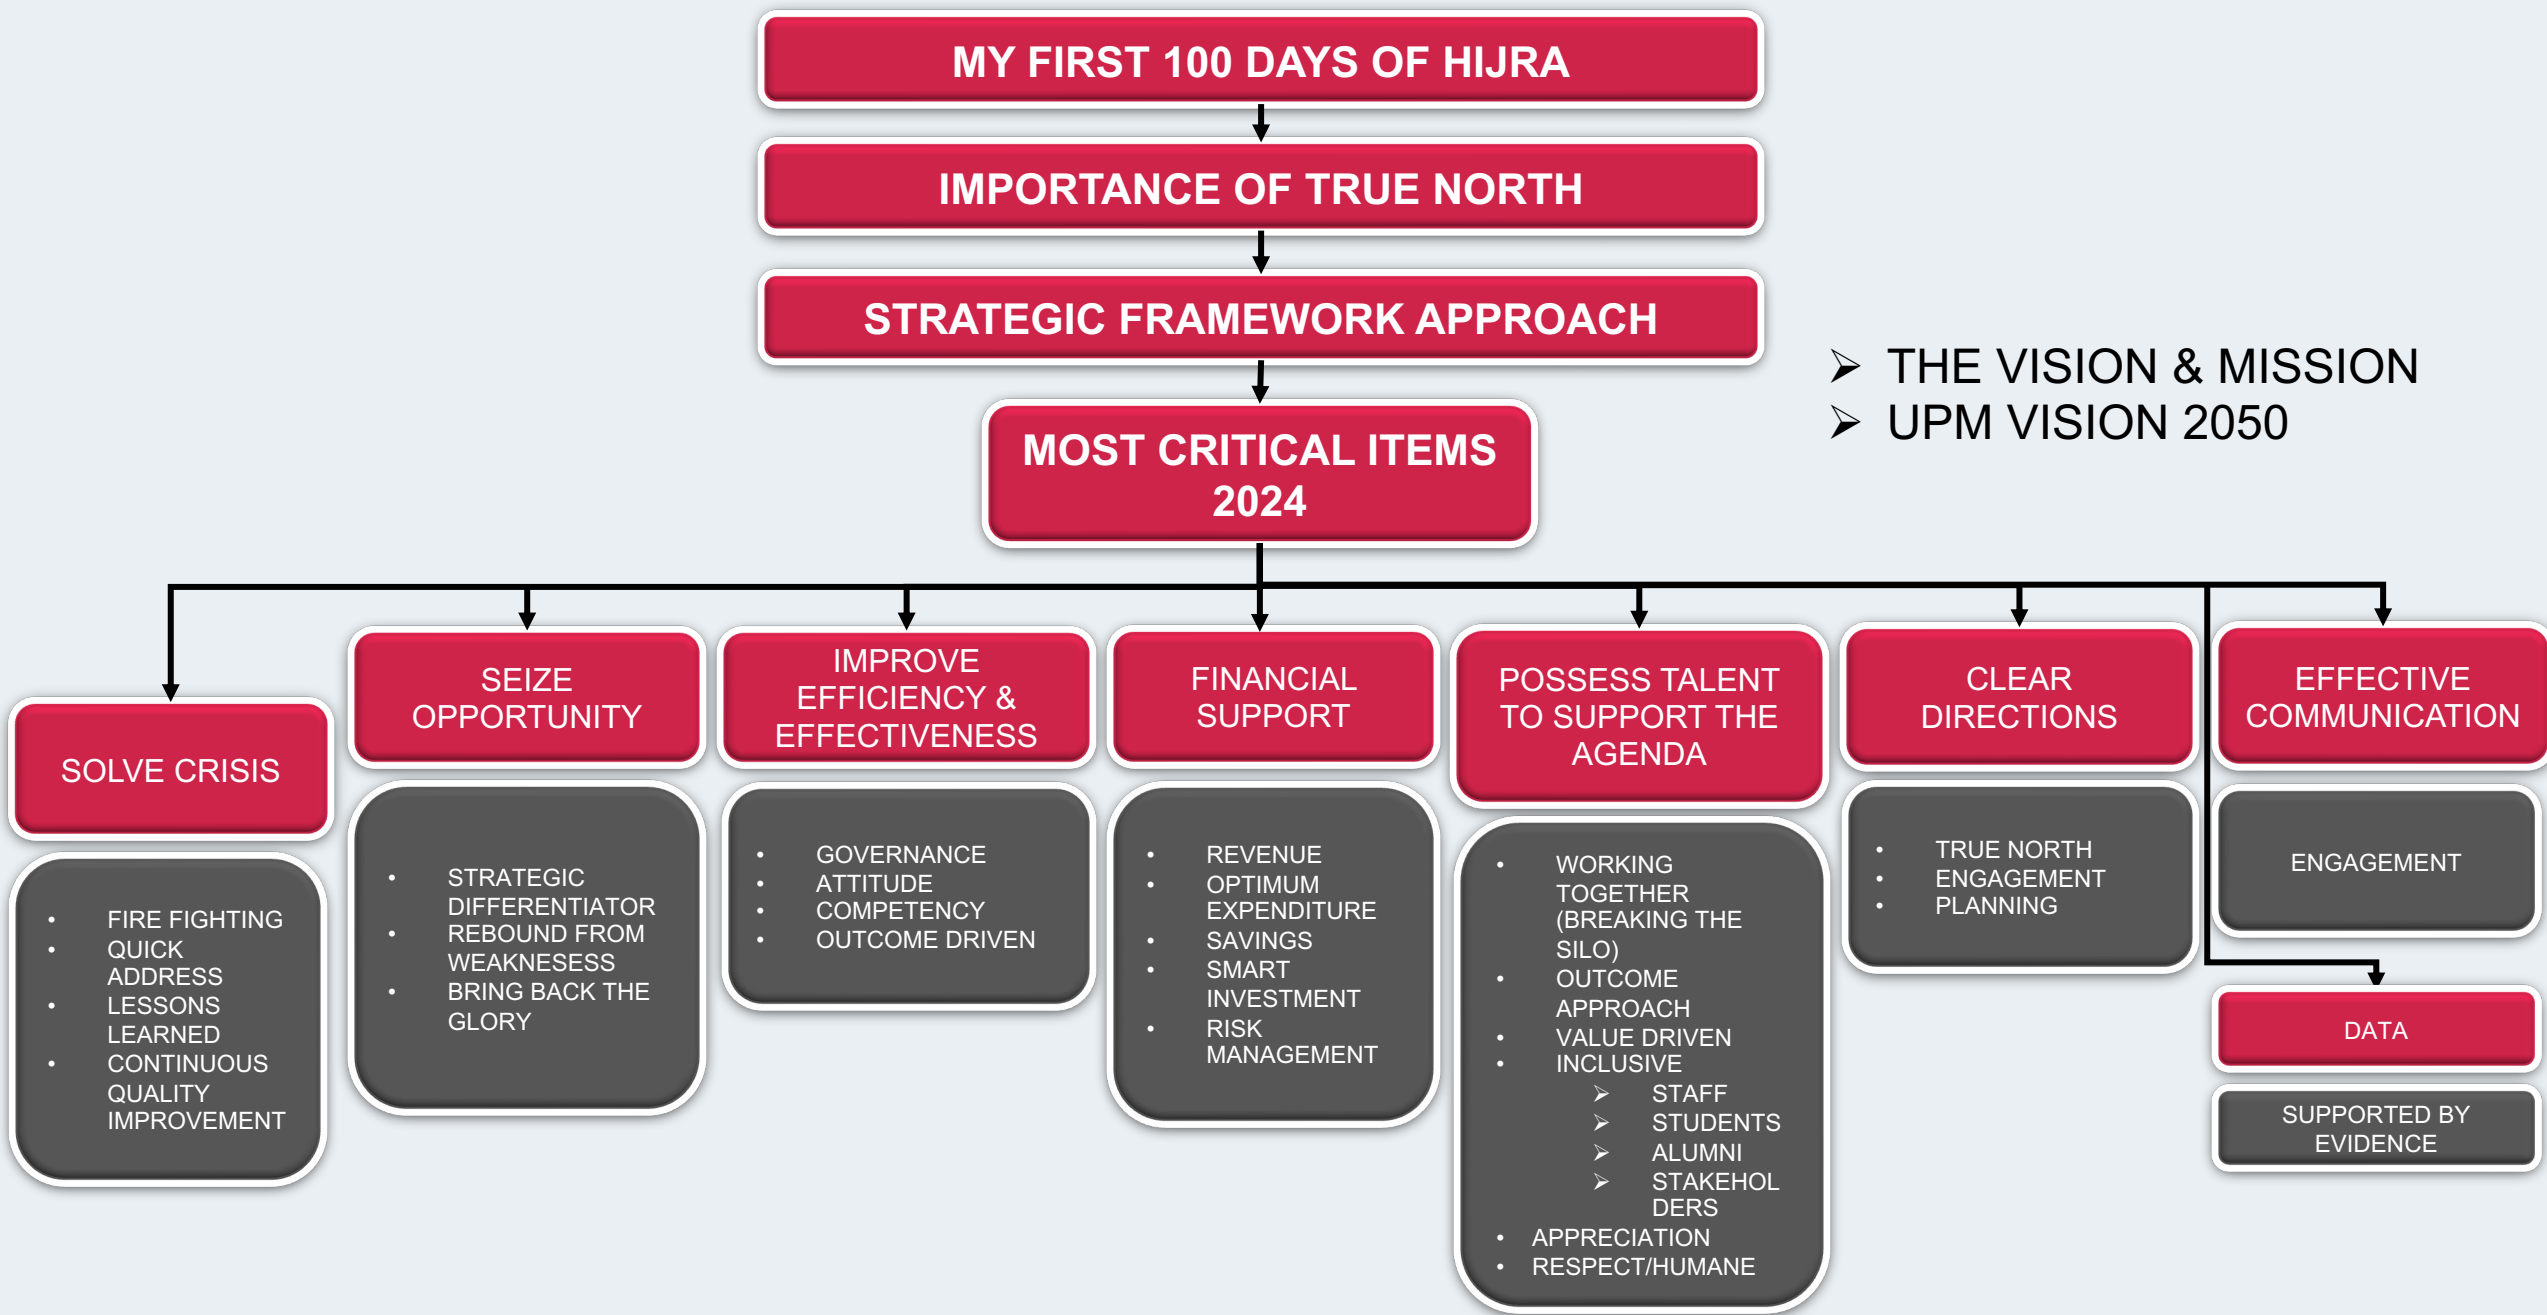 MY FIRST 100 DAYS OF HIJRA
IMPORTANCE OF TRUE NORTH
STRATEGIC FRAMEWORK APPROACH
➢ THE VISION & MISSION
➢ UPM VISION 2050
MOST CRITICAL ITEMS
2024
SOLVE CRISIS
• FIRE FIGHTING
• QUICK
ADDRESS
• LESSONS
LEARNED
• CONTINUOUS
QUALITY
IMPROVEMENT
SEIZE
OPPORTUNITY
• STRATEGIC
DIFFERENTIATOR
• REBOUND FROM
WEAKNESESS
• BRING BACK THE
GLORY
IMPROVE
EFFICIENCY &
EFFECTIVENESS
• GOVERNANCE
• ATTITUDE
• COMPETENCY
• OUTCOME DRIVEN
FINANCIAL
SUPPORT
• REVENUE
• OPTIMUM
EXPENDITURE
• SAVINGS
• SMART
INVESTMENT
• RISK
MANAGEMENT
POSSESS TALENT
TO SUPPORT THE
AGENDA
• WORKING
TOGETHER
(BREAKING THE
SILO)
• OUTCOME
APPROACH
• VALUE DRIVEN
• INCLUSIVE
➢ STAFF
➢ STUDENTS
➢ ALUMNI
➢ STAKEHOL
DERS
• APPRECIATION
• RESPECT/HUMANE
CLEAR
DIRECTIONS
• TRUE NORTH
• ENGAGEMENT
• PLANNING
EFFECTIVE
COMMUNICATION
ENGAGEMENT
DATA
SUPPORTED BY
EVIDENCE